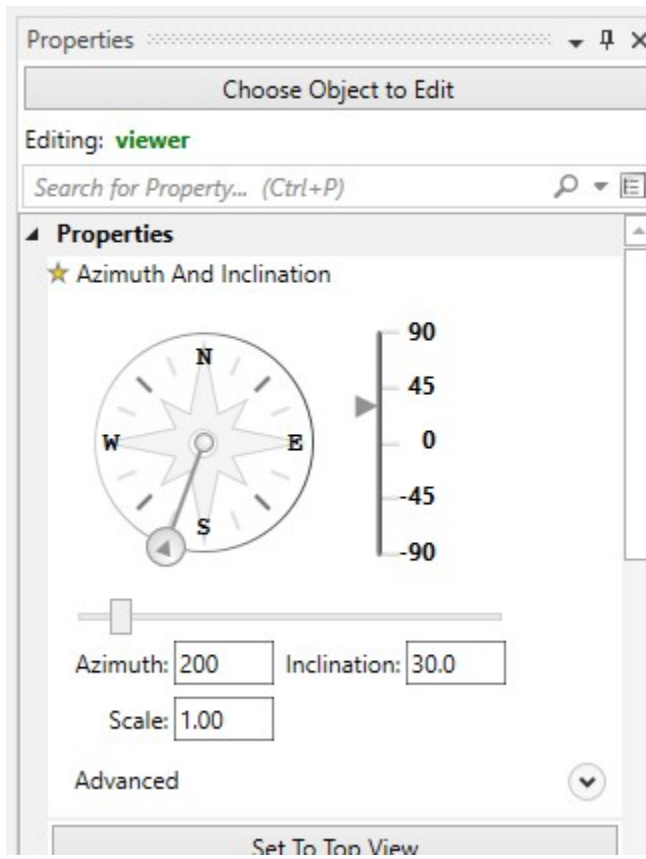 Properties
Choose Object to Edit
Editing: viewer
Search for Property... (Ctrl+P)
Properties
Azimuth And Inclination
N
W
E
S
90
45
0
-45
-90
Azimuth: 200 Inclination: 30.0
Scale: 1.00
Advanced
Set To Top View